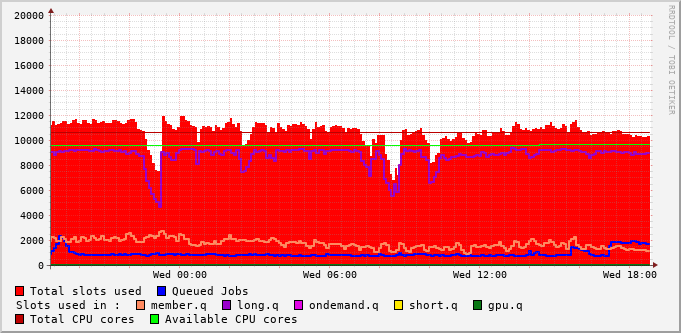 20000
18000
16000
14000
12000
10000
8000
6000
4000
2000
0
Wed 00:00 Wed 06:00 Wed 12:00 Wed 18:00
Total slots used Queued Jobs
Slots used in : member.q long.q ondemand.q short.q gpu.q
Total CPU cores Available CPU cores
RRDTOOL / TOBI OETIKER